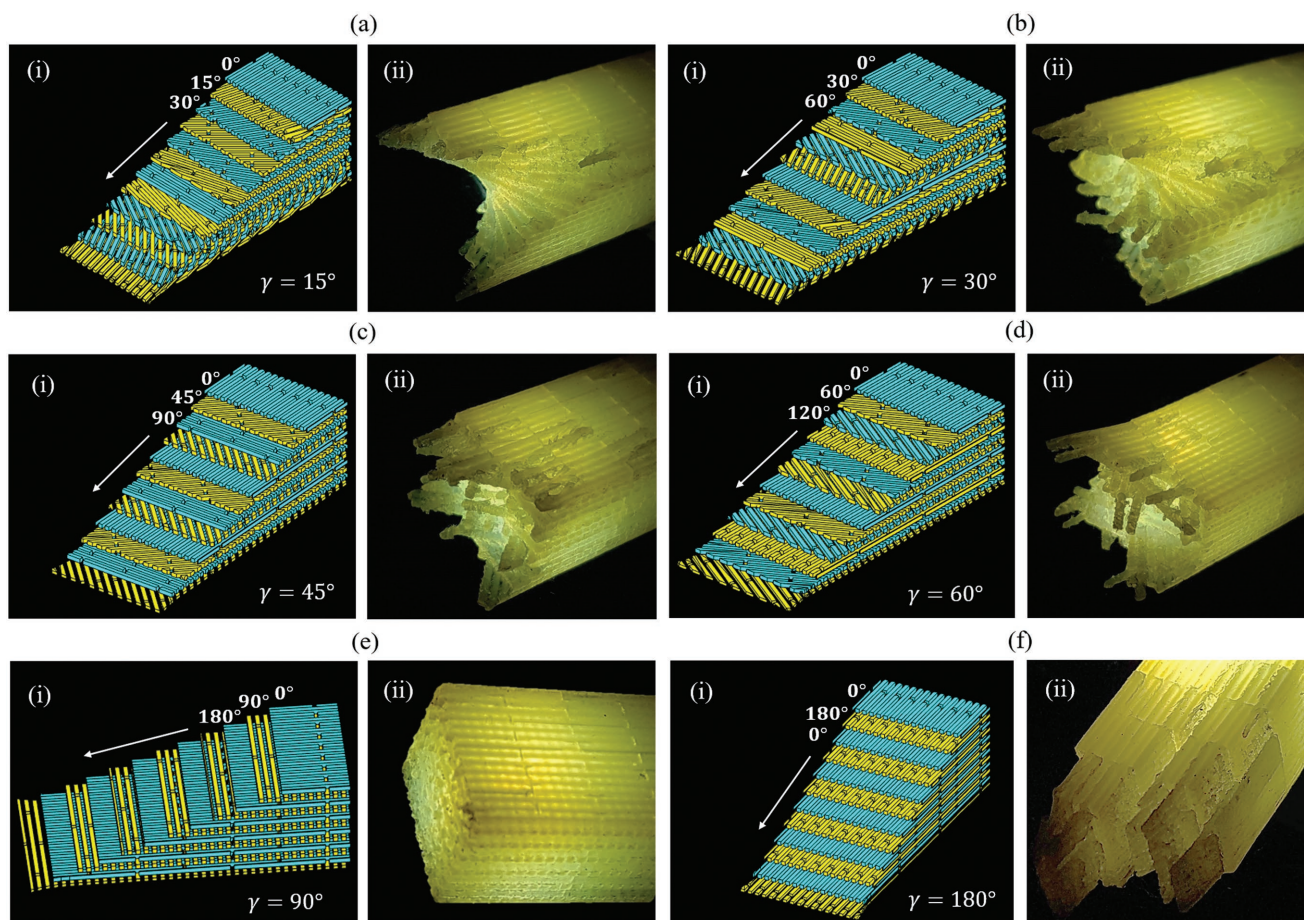 (a)
(i)
0°
15°
30°
γ = 15°
(ii)
(b)
(i)
0°
30°
60°
γ = 30°
(ii)
(c)
(i)
0°
45°
90°
γ = 45°
(ii)
(d)
(i)
0°
60°
120°
γ = 60°
(ii)
(e)
(i)
180° 90° 0°
γ = 90°
(ii)
(f)
(i)
0°
180°
0°
γ = 180°
(ii)